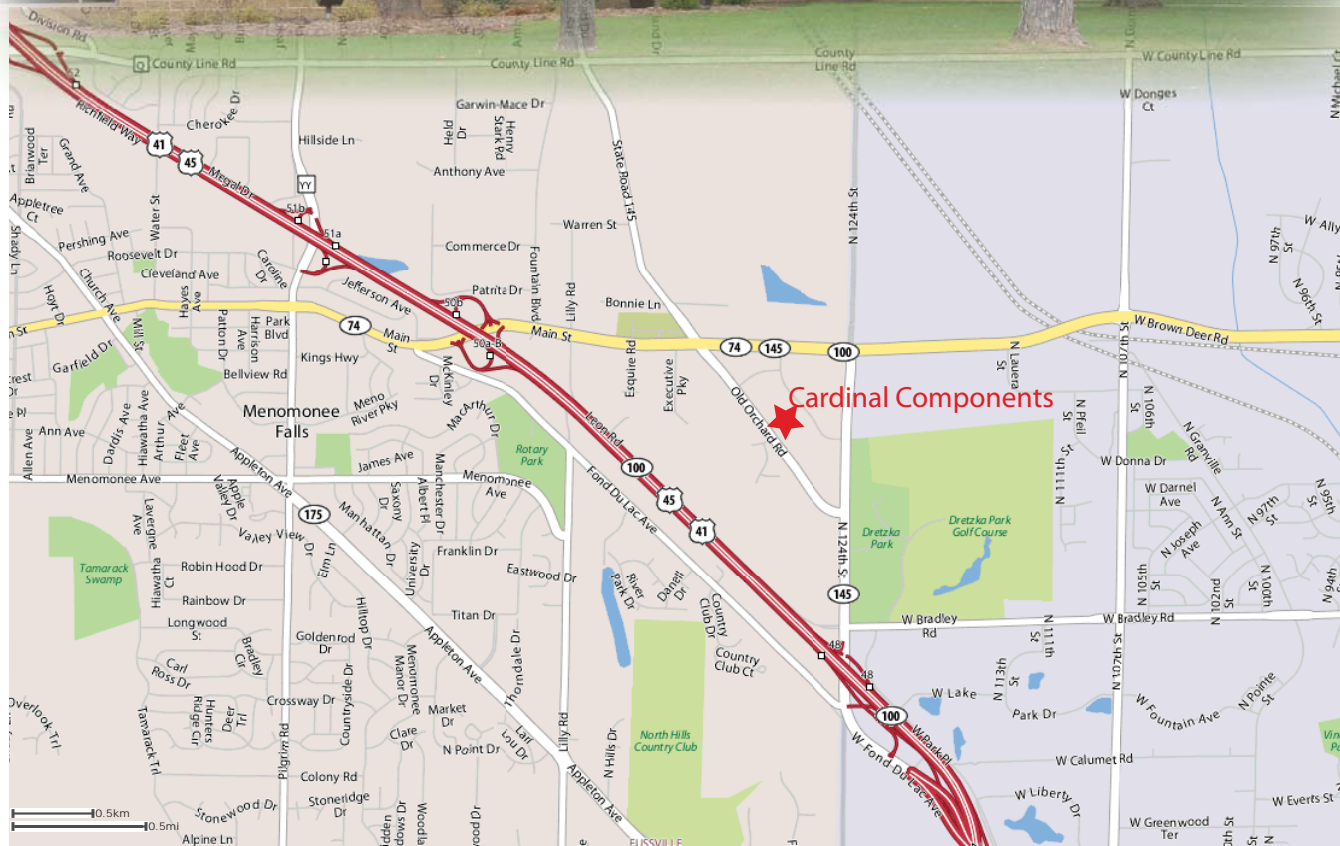 Division Rd
County Line Rd
County Line Rd
County
Line Rd
W County Line Rd
Q
52
Richfield Way
Cherokee Dr
41
45
Hillside Ln
Garwin-Mace Dr
Held
Dr
Henny
Stark Rd
Anthony Ave
State Road 145
N 124th St
W Donges
Ct
Briarwood
Ter
Grand Ave
Appletree
Ct
Megal Dr
YY
51b
51a
Water St
Pershing Ave
Roosevelt Dr
Cleveland Ave
Caroline
Dr
Shady Ln
Hoyt Dr
Church Ave
Hayes
Ave
Warren St
Commerce Dr
Fountain Blvd
Patritz Dr
Lilly Rd
Bonnie Ln
Jefferson Ave
50b
50a-B
74
Main
St
Main St
74
145
100
W Brown Deer Rd
W Ally
N 97th
St
N 96th St
Mill St
Patton Dr
Harrison
Ave
Park
Blvd
Kings Hwy
Bellview Rd
Garfield Dr
McKinley
Dr
MacArthur Dr
Esquire Rd
Executive
Pky
Old Orchard Rd
Cardinal Components
N Lauera
St
N 107th St
Menomonee
Falls
Meno
River Pky
Ann Ave
Allen Ave
Dardis Ave
Hiawatha Ave
Arthur
Ave
Fleet
Ave
James Ave
Rotary
Park
Leon Rd
N Pfeil
St
N 109th
St
N Granville
Rd
W Donna Dr
N 111th St
Menomonee Ave
Menomonee
Ave
Appleton Ave
Apple
Valley Dr
Saxony
Dr
Albert Pl
Manchester Dr
100
45
41
Fond Du Lac Ave
W Darnel
Ave
N Ann St
N 97th
St
N 95th
St
175
Lavergne
Ave
Valley View Dr
Manhattan Dr
Elm Ln
University
Dr
Franklin Dr
Eastwood Dr
Dretzka
Park
Dretzka Park
Golf Course
N 124th St
N Joseph
Ave
Tamarack
Swamp
Hiawatha
Ct
Robin Hood Dr
Rainbow Dr
Longwood
St
River
Park Dr
Danell
Dr
Country
Club Dr
Country
Club Ct
145
N 105th
St
N 102nd
St
N 100th
St
N 94th
St
W Bradley
Rd
W Bradley Rd
Titan Dr
Hilltop Dr
Goldenrod
Dr
Bradley
Cir
Carl
Ross Dr
Appleton Ave
Thorndale Dr
48
48
N 111th
St
N 113th
St
N 107th St
Crossway Dr
Countryside Dr
Menomonee
Manor Dr
Market
Dr
Clare
Dr
N Point Dr
Lait
Lou Dr
Overlook Trl
Tamarack Trl
Hunters
Ridge Cir
Deer
Trl
Pilgrim Rd
Lilly Rd
N Hills Dr
North Hills
Country Club
100
W Lake
Park Dr
W Fountain Ave
N Pointe
St
W Park Pl
W Fond Du Lac Ave
W Calumet Rd
Colony Rd
Stonewood Dr
Stoneridge
Dr
Appleton Ave
W Liberty Dr
W Everts St
W Greenwood
Ter
Alpine Ln
FUSSVILLE
0.5km
0.5mi